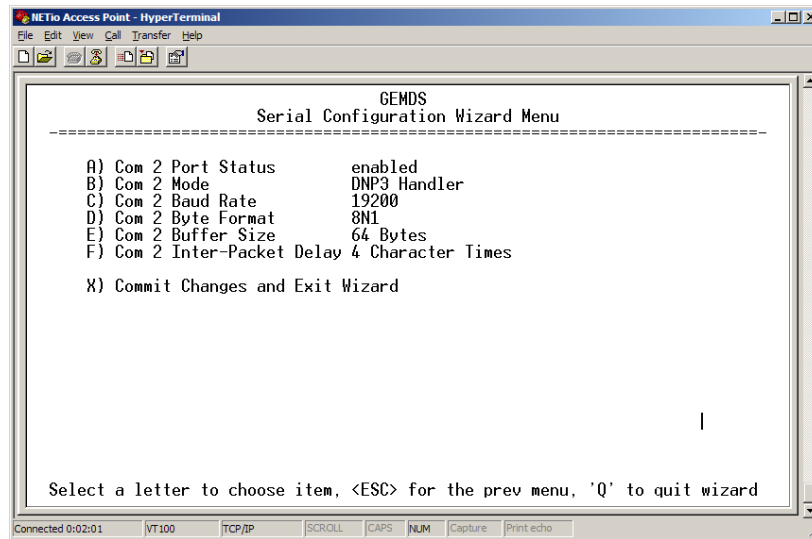 NETio Access Point - HyperTerminal
File Edit View Call Transfer Help
GEMDS
Serial Configuration Wizard Menu
-==========================================================================-
A) Com 2 Port Status enabled
B) Com 2 Mode DNP3 Handler
C) Com 2 Baud Rate 19200
D) Com 2 Byte Format 8N1
E) Com 2 Buffer Size 64 Bytes
F) Com 2 Inter-Packet Delay 4 Character Times
X) Commit Changes and Exit Wizard
Select a letter to choose item, <ESC> for the prev menu, 'Q' to quit wizard
Connected 0:02:01 VT100 TCP/IP SCROLL CAPS NUM Capture Print echo